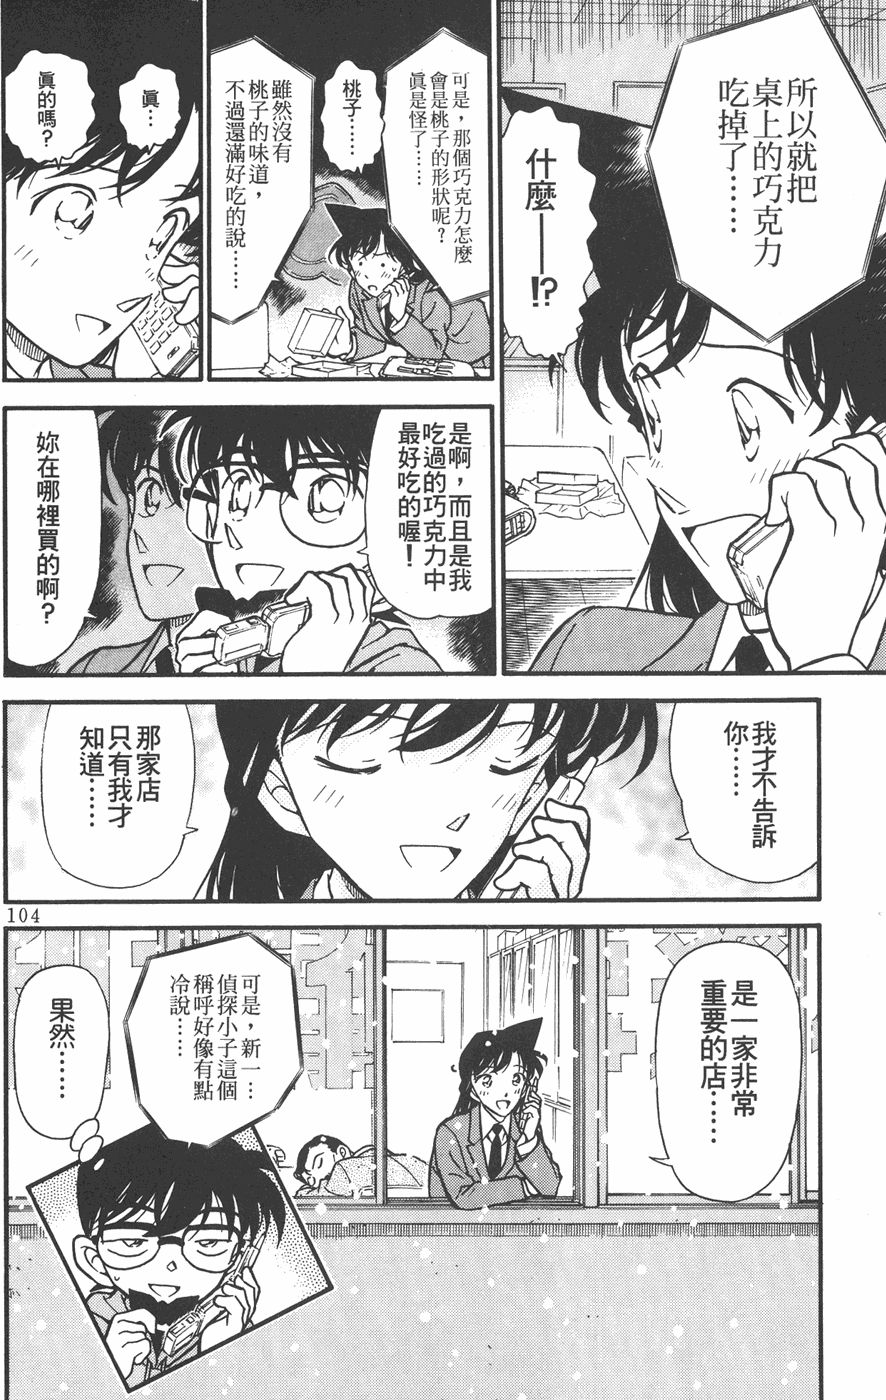 所以就把
桌上的巧克力
吃掉了……
什麼——!?
可是，那個巧克力怎麼
會是桃子的形狀呢？
真是怪了……
桃子……
雖然沒有
桃子的味道，
不過還滿好吃的說……
真…
真的嗎？
是啊，而且是我
吃過的巧克力中
最好吃的喔！
妳在哪裡買的啊？
我才不告訴
你……
那家店
只有我才
知道……
104
是一家非常
重要的店……
可是，新一…
偵探小子這個
稱呼好像有點
冷說……
果然……